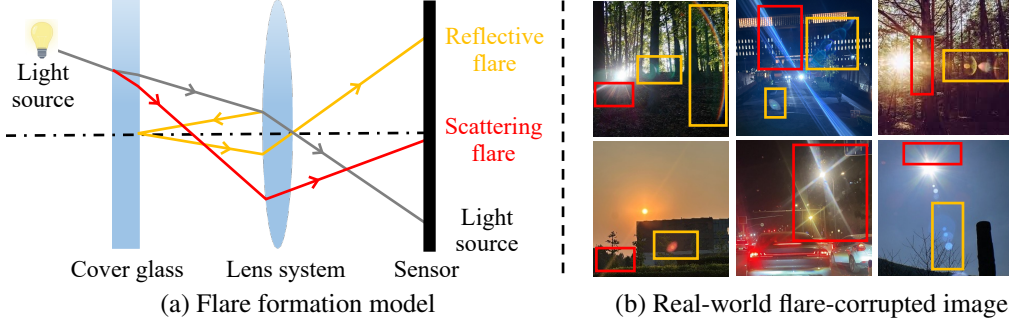 Light
source
Reflective
flare
Scattering
flare
Light
source
Cover glass
Lens system
Sensor
(a) Flare formation model
(b) Real-world flare-corrupted image